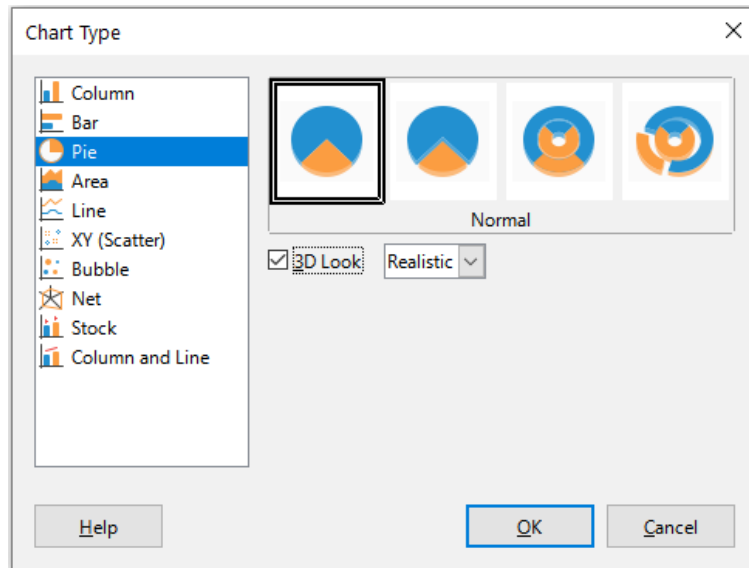 Chart Type
Column
Bar
Pie
Area
Line
XY (Scatter)
Bubble
Net
Stock
Column and Line
Normal
3D Look
Realistic
Help
OK
Cancel